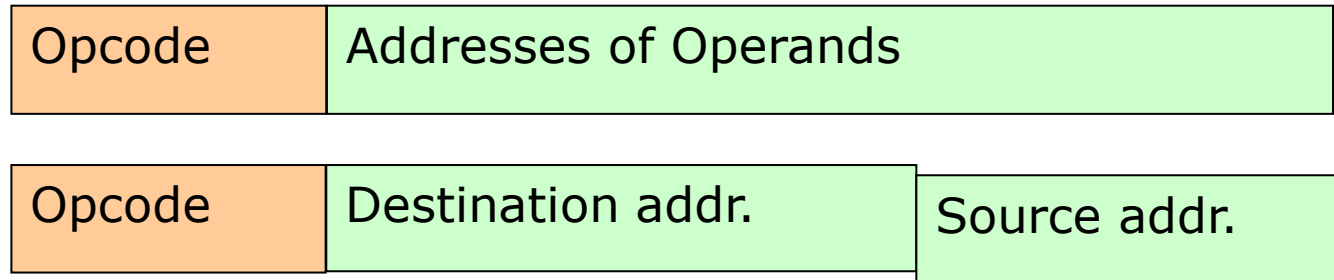 Opcode Addresses of Operands
Opcode Destination addr. Source addr.